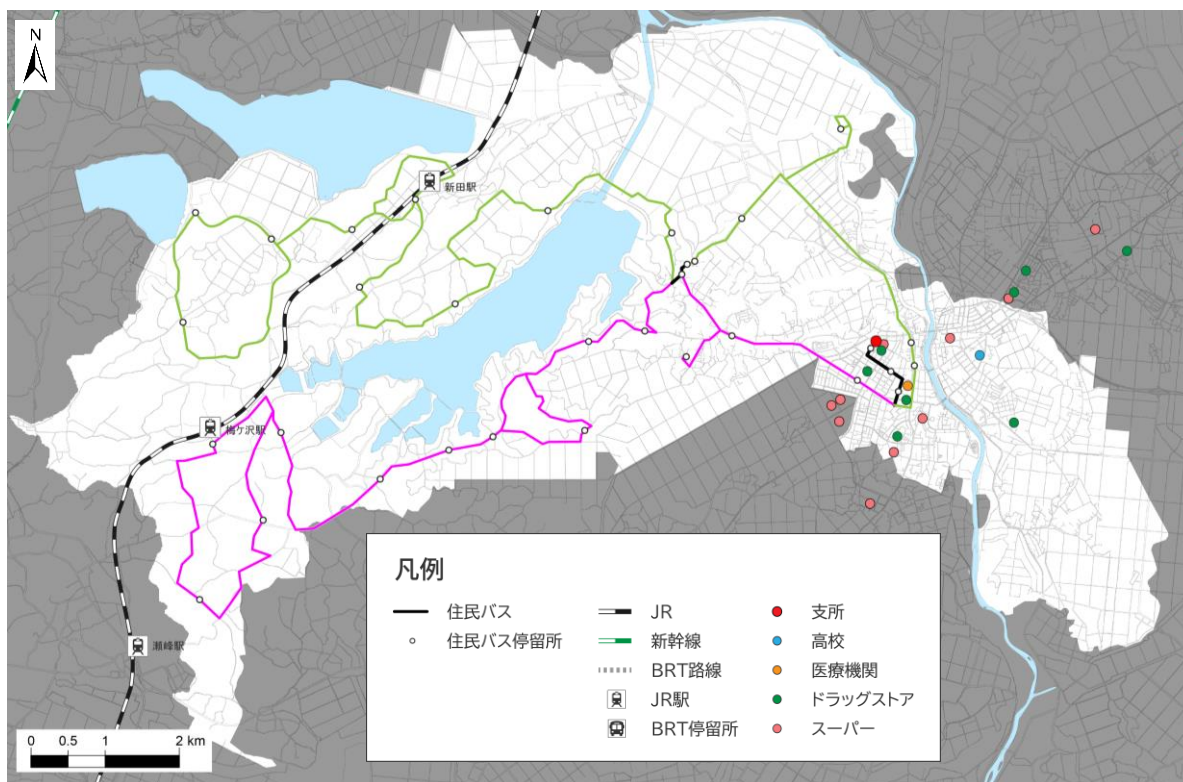 N
新田駅
梅ケ沢駅
瀬峰駅
凡例
住民バス
住民バス停留所
JR
新幹線
BRT路線
JR駅
BRT停留所
支所
高校
医療機関
ドラッグストア
スーパー
0 0.5 1 2 km